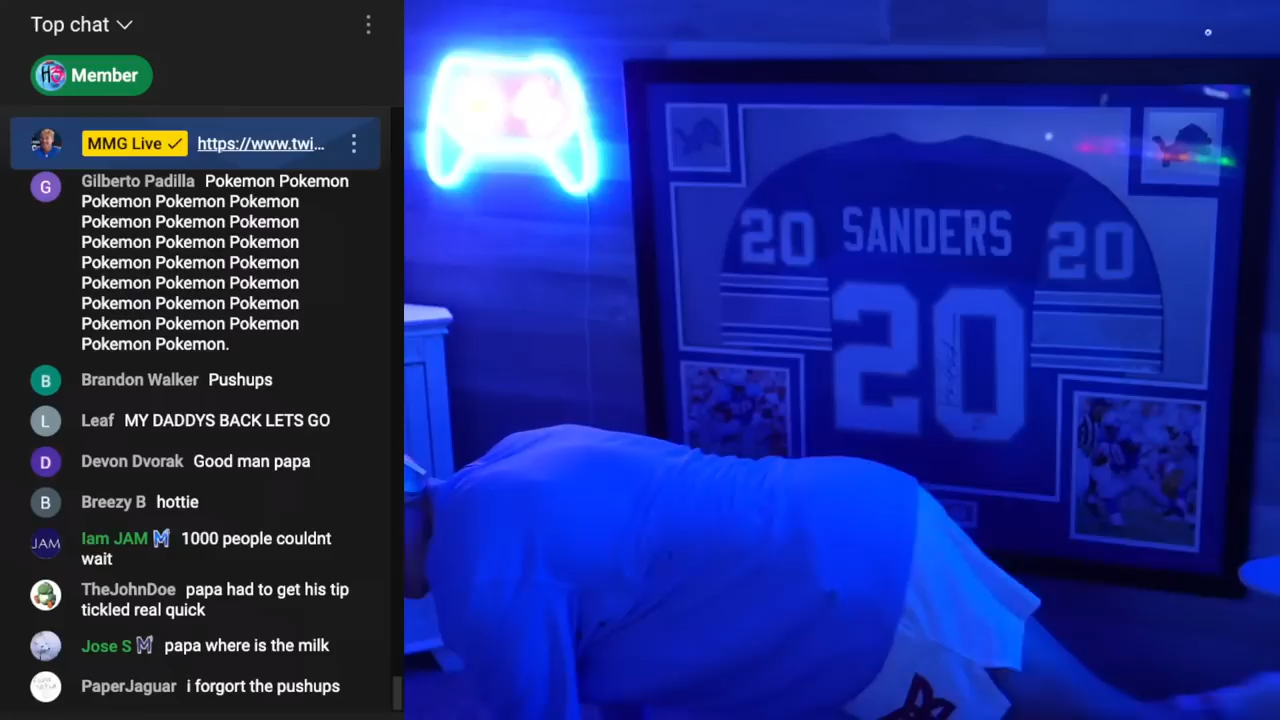 Top chat
Member
MMG Live https://www.twi...
G
Gilberto Padilla Pokemon Pokemon
Pokemon Pokemon Pokemon
Pokemon Pokemon Pokemon
Pokemon Pokemon Pokemon
Pokemon Pokemon Pokemon
Pokemon Pokemon Pokemon
Pokemon Pokemon Pokemon
Pokemon Pokemon Pokemon
Pokemon Pokemon.
B Brandon Walker Pushups
L Leaf MY DADDYS BACK LETS GO
D Devon Dvorak Good man papa
B Breezy B hottie
JAM Iam JAM M 1000 people couldnt
wait
TheJohnDoe papa had to get his tip
tickled real quick
Jose S M papa where is the milk
PaperJaguar i forgort the pushups
20 SANDERS 20
20